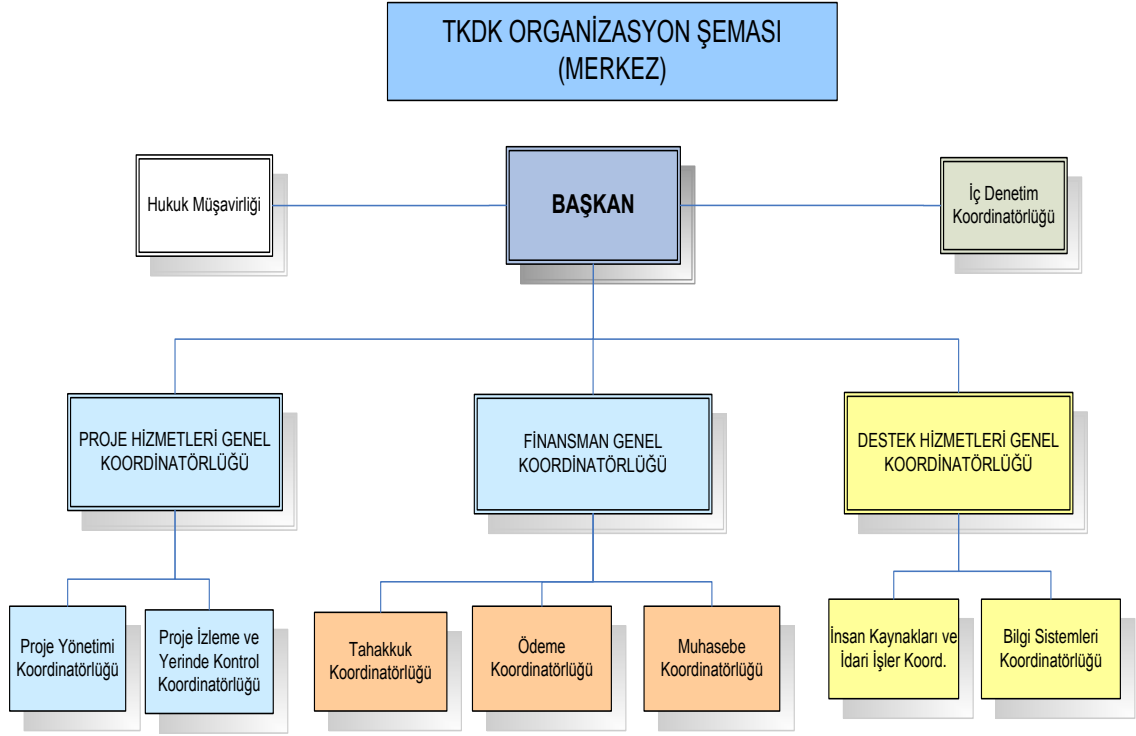 TKDK ORGANİZASYON ŞEMASI
(MERKEZ)
Hukuk Müşavirliği
BAŞKAN
İç Denetim
Koordinatörlüğü
PROJE HİZMETLERİ GENEL
KOORDİNATÖRLÜĞÜ
FİNANSMAN GENEL
KOORDİNATÖRLÜĞÜ
DESTEK HİZMETLERİ GENEL
KOORDİNATÖRLÜĞÜ
Proje Yönetimi
Koordinatörlüğü
Proje İzleme ve
Yerinde Kontrol
Koordinatörlüğü
Tahakkuk
Koordinatörlüğü
Ödeme
Koordinatörlüğü
Muhasebe
Koordinatörlüğü
İnsan Kaynakları ve
İdari İşler Koord.
Bilgi Sistemleri
Koordinatörlüğü